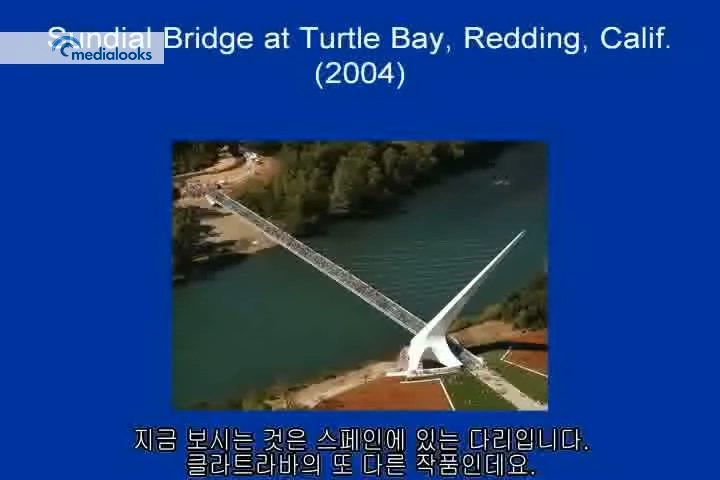 Sundial Bridge at Turtle Bay, Redding, Calif.
(2004)
medialooks
지금 보시는 것은 스페인에 있는 다리입니다.
클라트라바의 또 다른 작품인데요.